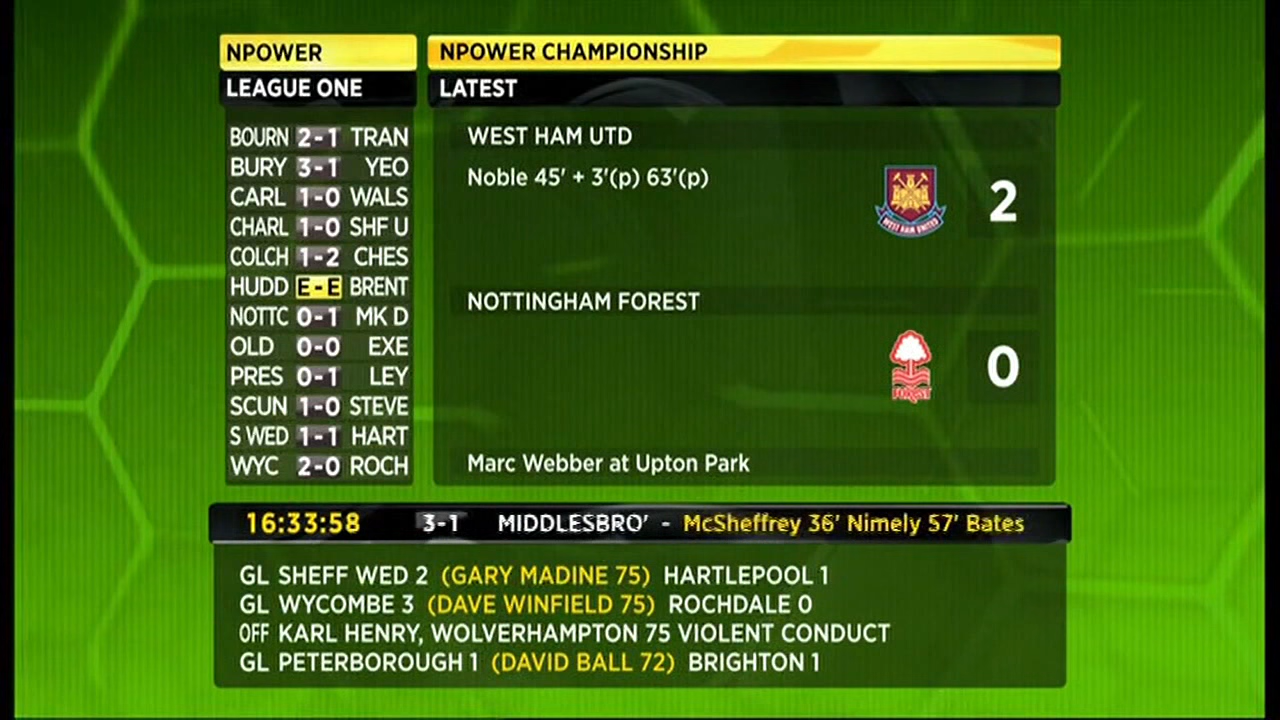 NPOWER
LEAGUE ONE
BOURN 2-1 TRAN
BURY 3-1 YEO
CARL 1-0 WALS
CHARL 1-0 SHF U
COLCH 1-2 CHES
HUDD E-E BRENT
NOTTC 0-1 MK D
OLD 0-0 EXE
PRES 0-1 LEY
SCUN 1-0 STEVE
S WED 1-1 HART
WYC 2-0 ROCH
NPOWER CHAMPIONSHIP
LATEST
WEST HAM UTD
Noble 45' + 3'(p) 63'(p)
WEST HAM UNITED
2
NOTTINGHAM FOREST
FOREST
0
Marc Webber at Upton Park
16:33:58 3-1 MIDDLESBRO' - McSheffrey 36' Nimely 57' Bates
GL SHEFF WED 2 (GARY MADINE 75) HARTLEPOOL 1
GL WYCOMBE 3 (DAVE WINFIELD 75) ROCHDALE 0
OFF KARL HENRY, WOLVERHAMPTON 75 VIOLENT CONDUCT
GL PETERBOROUGH 1 (DAVID BALL 72) BRIGHTON 1